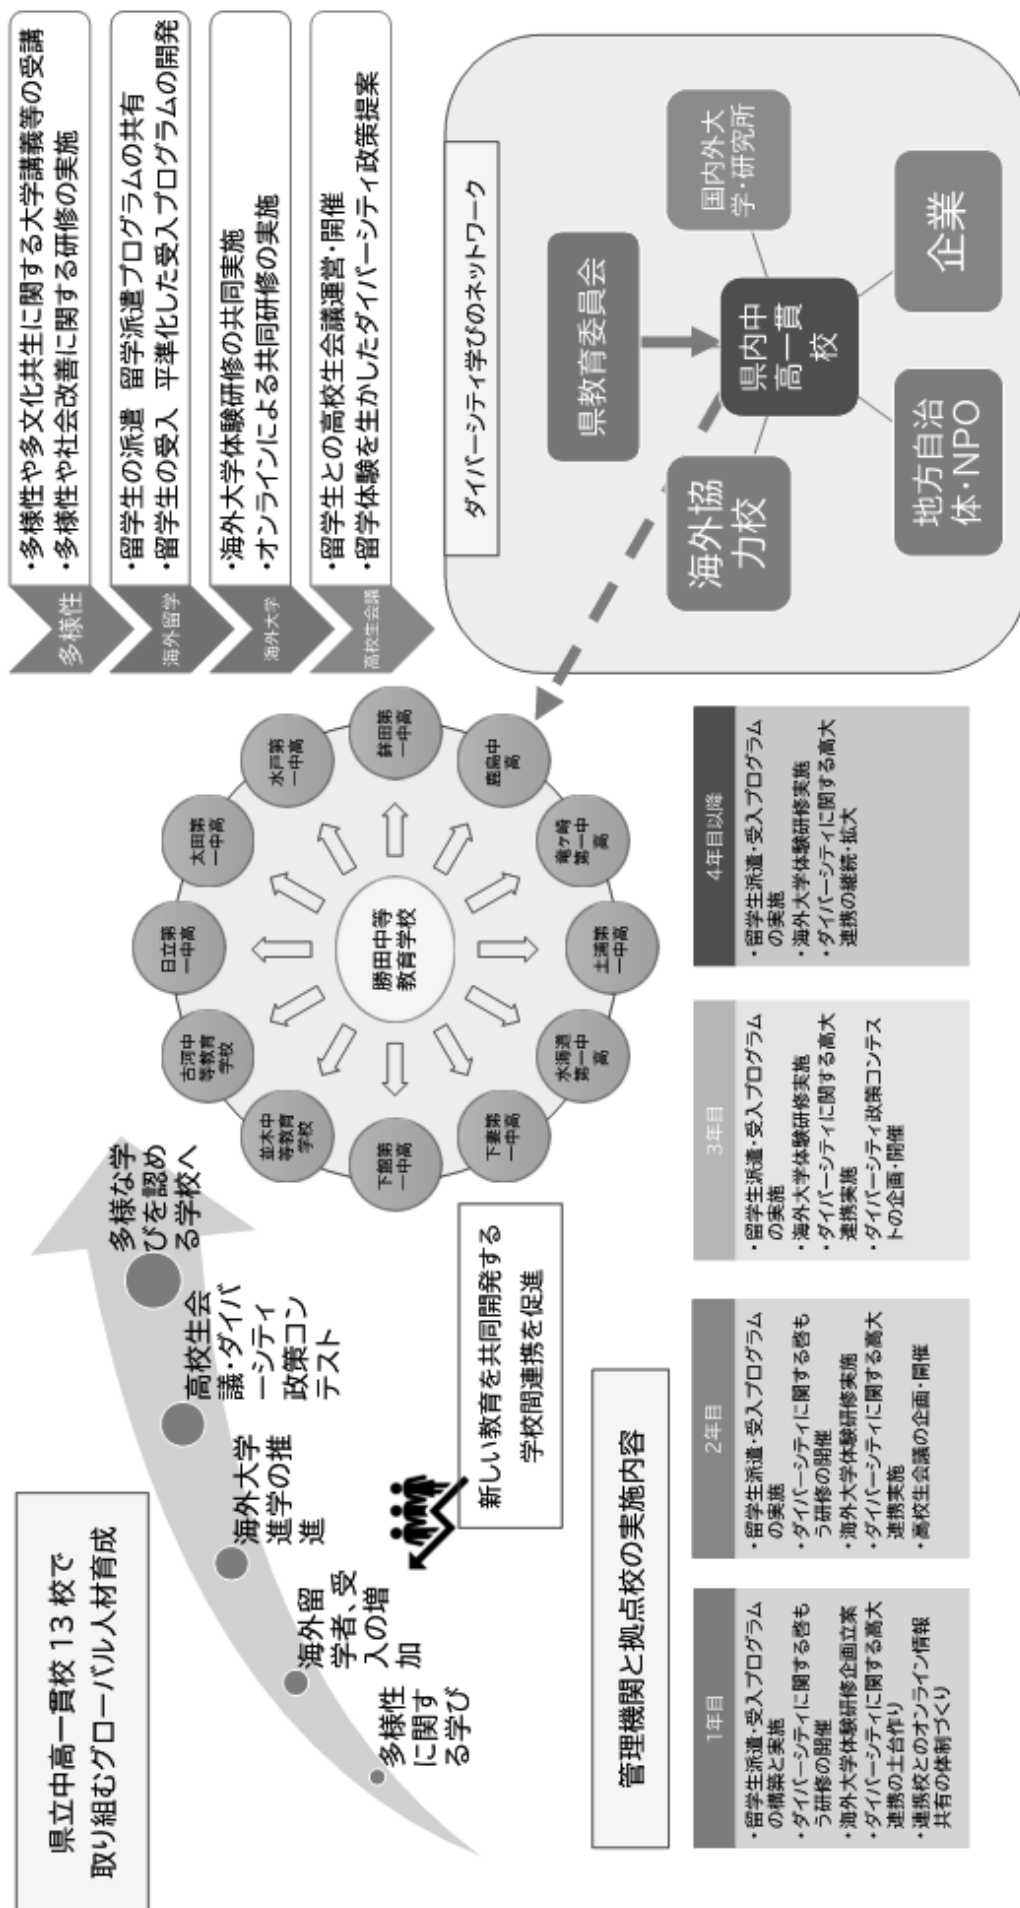 県立中高一貫校 13 校で
取り組むグローバル人材育成
多様性
に関す
る学び
海外留
学者、受
入の増
加
海外大学
進学の推
進
高校生会
議・ダイバ
ーシティ
政策コン
テスト
多様な学
びを認め
る学校へ
新しい教育を共同開発する
学校間連携を促進
勝田中等
教育学校
日立第
一中高
太田第
一中高
水戸第
一中高
鉾田第
一中高
鹿島中
高
竜ヶ崎
第一中
高
土浦第
一中高
水海道
第一中
高
下妻第
一中高
下館第
一中高
並木中
等教育
学校
古河中
等教育
学校
多様性
・多様性や多文化共生に関する大学講義等の受講
・多様性や社会改善に関する研修の実施
海外留学
・留学生の派遣 留学派遣プログラムの共有
・留学生の受入 平準化した受入プログラムの開発
海外大学
・海外大学体験研修の共同実施
・オンラインによる共同研修の実施
高校生会議
・留学生との高校生会議運営・開催
・留学体験を生かしたダイバーシティ政策提案
ダイバーシティ学びのネットワーク
県教育委員会
国内外大
学・研究所
海外協
力校
県内中
高一貫
校
地方自治
体・NPO
企業
管理機関と拠点校の実施内容
1年目
・留学生派遣・受入プログラム
の構築と実施
・ダイバーシティに関する啓も
う研修の開催
・海外大学体験研修企画立案
・ダイバーシティに関する高大
連携の土台作り
・連携校とのオンライン情報
共有の体制づくり
2年目
・留学生派遣・受入プログラム
の実施
・ダイバーシティに関する啓も
う研修の開催
・海外大学体験研修実施
・ダイバーシティに関する高大
連携実施
・高校生会議の企画・開催
3年目
・留学生派遣・受入プログラム
の実施
・海外大学体験研修実施
・ダイバーシティに関する高大
連携実施
・ダイバーシティ政策コンテス
トの企画・開催
4年目以降
・留学生派遣・受入プログラム
の実施
・海外大学体験研修実施
・ダイバーシティに関する高大
連携の継続・拡大